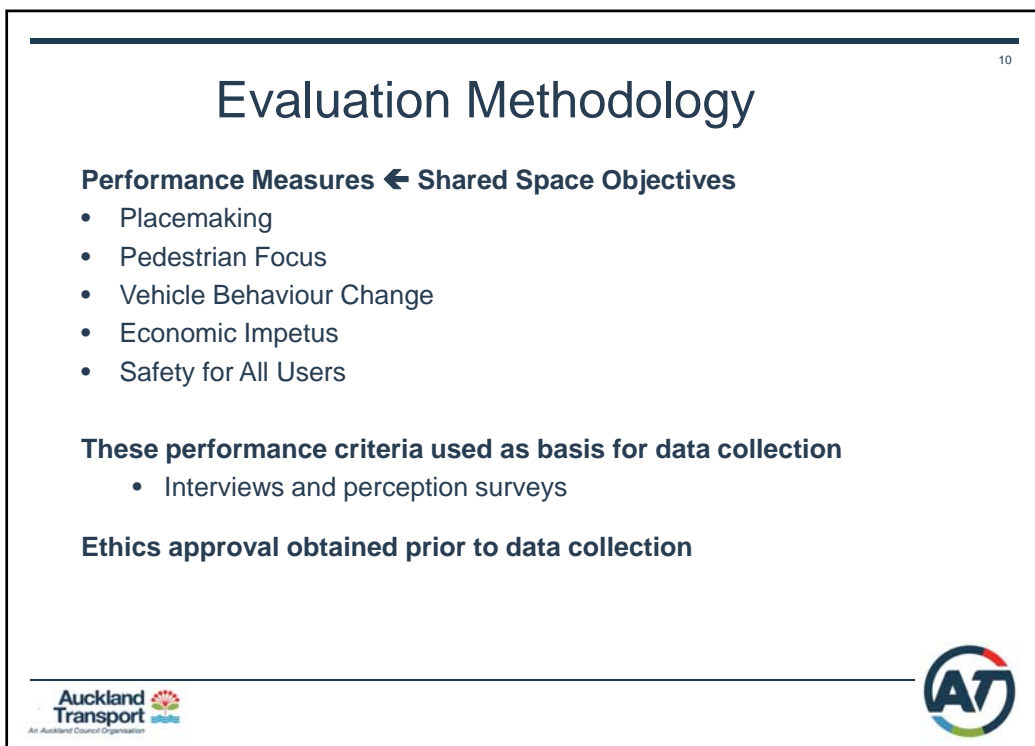 10
Evaluation Methodology
Performance Measures 🡸 Shared Space Objectives
• Placemaking
• Pedestrian Focus
• Vehicle Behaviour Change
• Economic Impetus
• Safety for All Users
These performance criteria used as basis for data collection
• Interviews and perception surveys
Ethics approval obtained prior to data collection
Auckland
Transport
An Auckland Council Organisation
AT